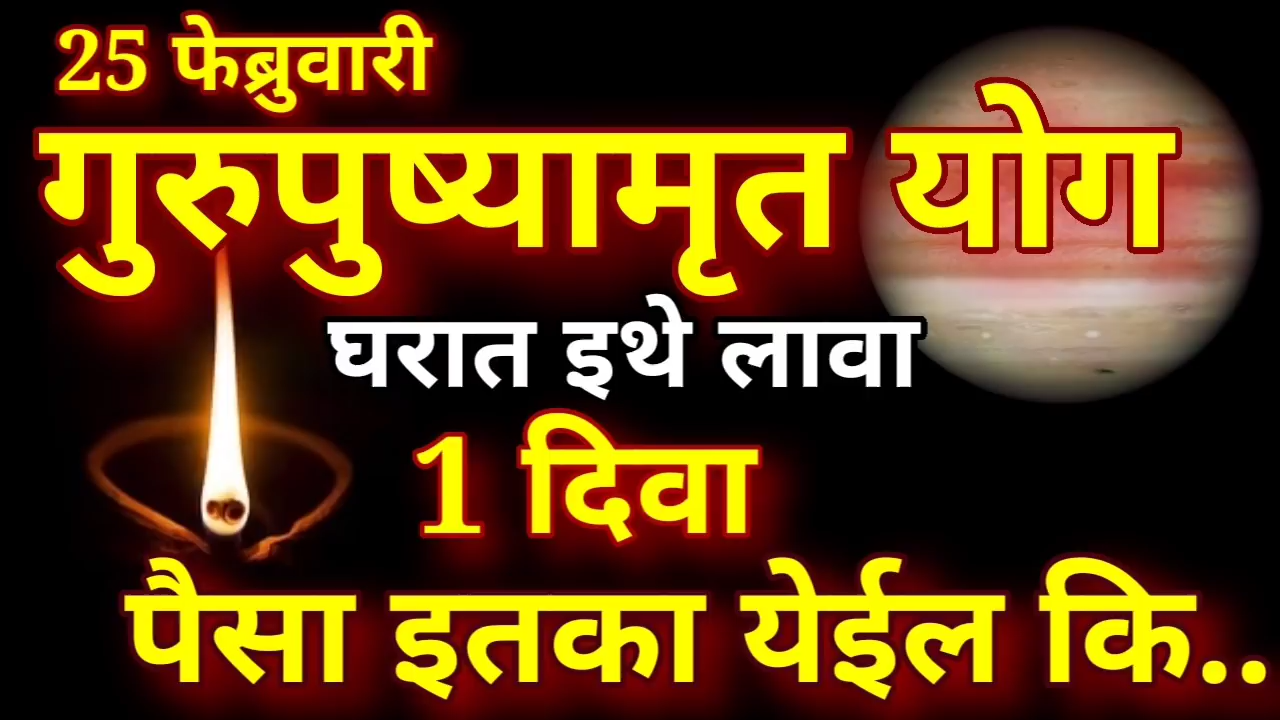 25 फेब्रुवारी
गुरुपुष्यामृत योग
घरात इथे लावा
1 दिवा
पैसा इतका येईल कि..